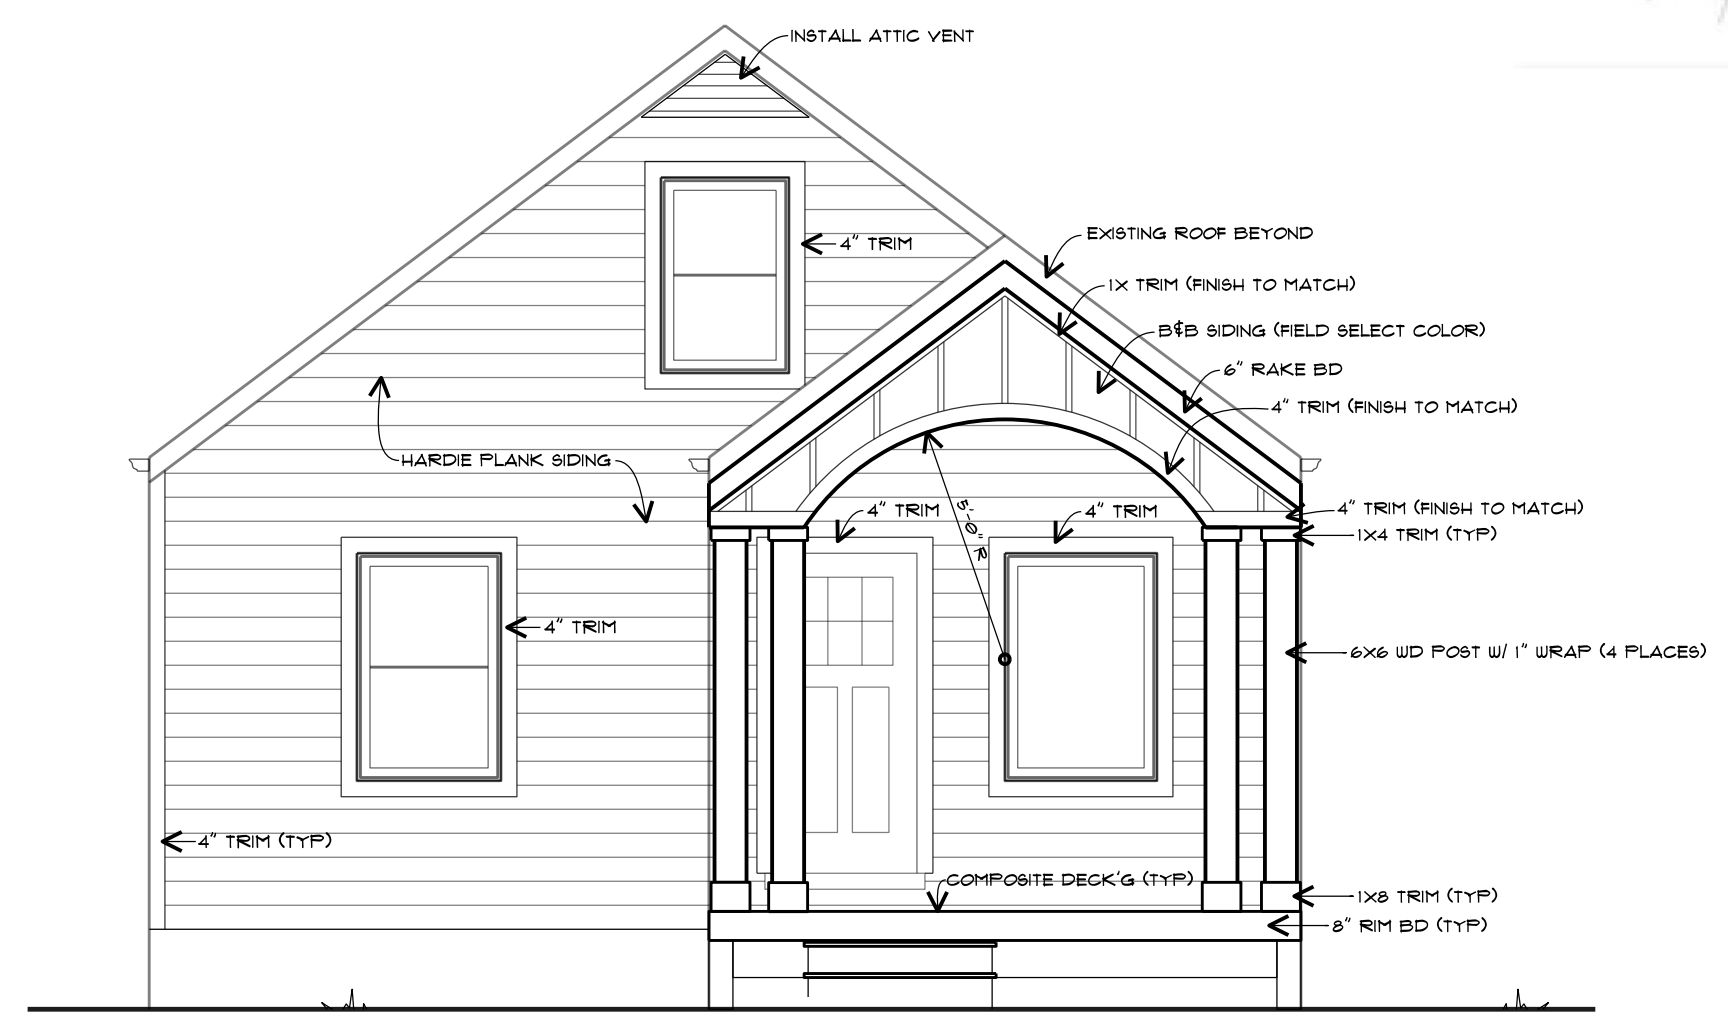 INSTALL ATTIC VENT
EXISTING ROOF BEYOND
4" TRIM
1X TRIM (FINISH TO MATCH)
B&B SIDING (FIELD SELECT COLOR)
6" RAKE BD
4" TRIM (FINISH TO MATCH)
HARDIE PLANK SIDING
4" TRIM
4" TRIM
4" TRIM (FINISH TO MATCH)
5'-0" R
1X4 TRIM (TYP)
4" TRIM
6X6 WD POST W/ 1" WRAP (4 PLACES)
4" TRIM (TYP)
COMPOSITE DECK'G (TYP)
1X8 TRIM (TYP)
8" RIM BD (TYP)